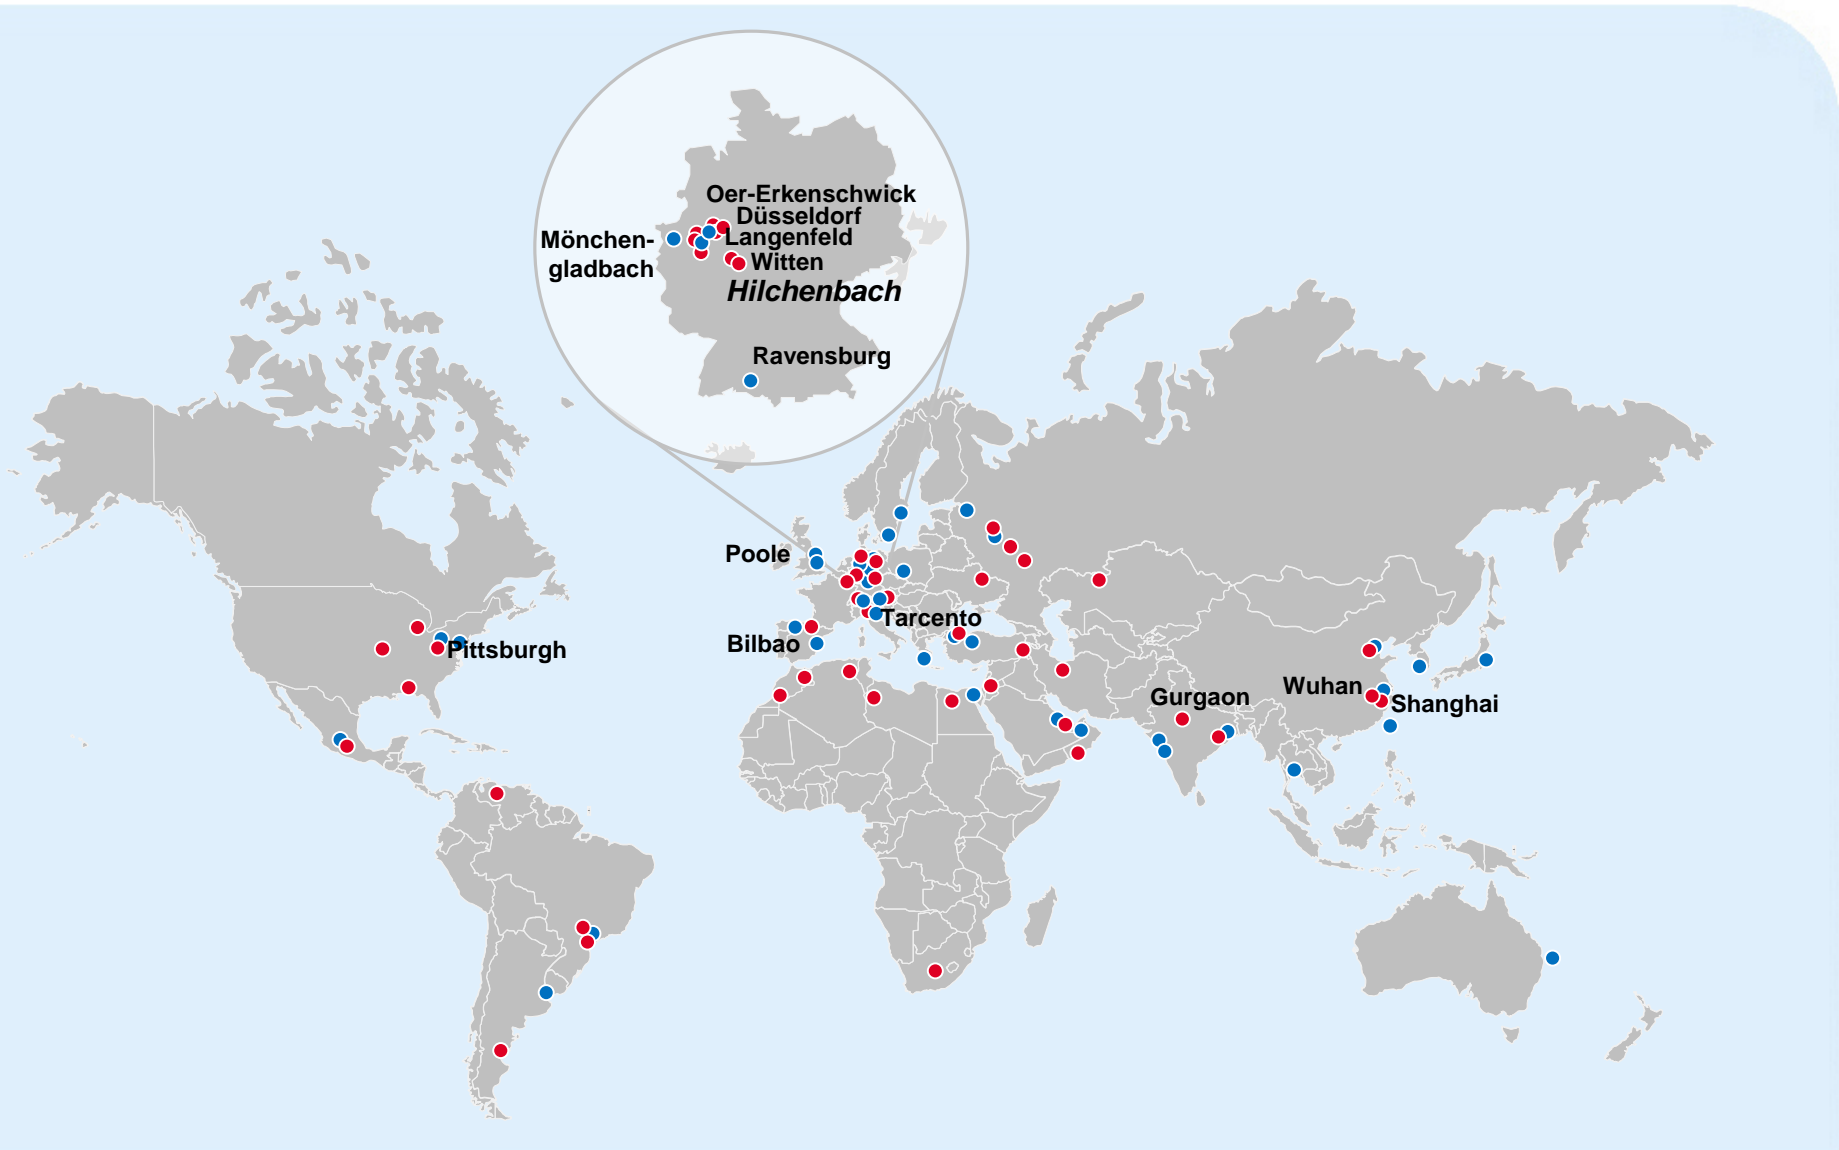 Oer-Erkenschwick
Düsseldorf
Langenfeld
Mönchen-
gladbach
Witten
Hilchenbach
Ravensburg
Poole
Tarcento
Bilbao
Pittsburgh
Gurgaon
Wuhan
Shanghai